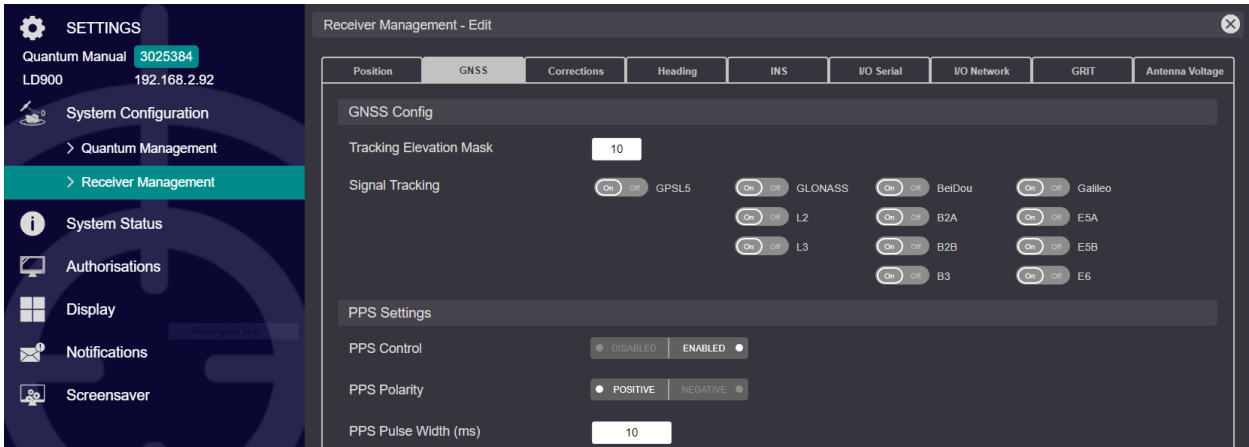 SETTINGS
Quantum Manual 3025384
LD900 192.168.2.92
System Configuration
> Quantum Management
> Receiver Management
System Status
Authorisations
Display
Rectangular Snip
Notifications
Screensaver
Receiver Management - Edit
Position GNSS Corrections Heading INS I/O Serial I/O Network GRIT Antenna Voltage
GNSS Config
Tracking Elevation Mask 10
Signal Tracking On Off GPSL5 On Off GLONASS On Off BeiDou On Off Galileo
On Off L2 On Off B2A On Off E5A
On Off L3 On Off B2B On Off E5B
On Off B3 On Off E6
PPS Settings
PPS Control DISABLED ENABLED
PPS Polarity POSITIVE NEGATIVE
PPS Pulse Width (ms) 10